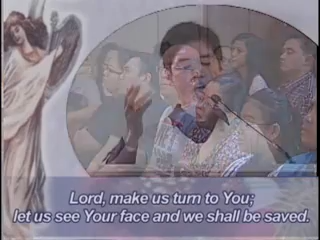 Lord, make us turn to You;
let us see Your face and we shall be saved.